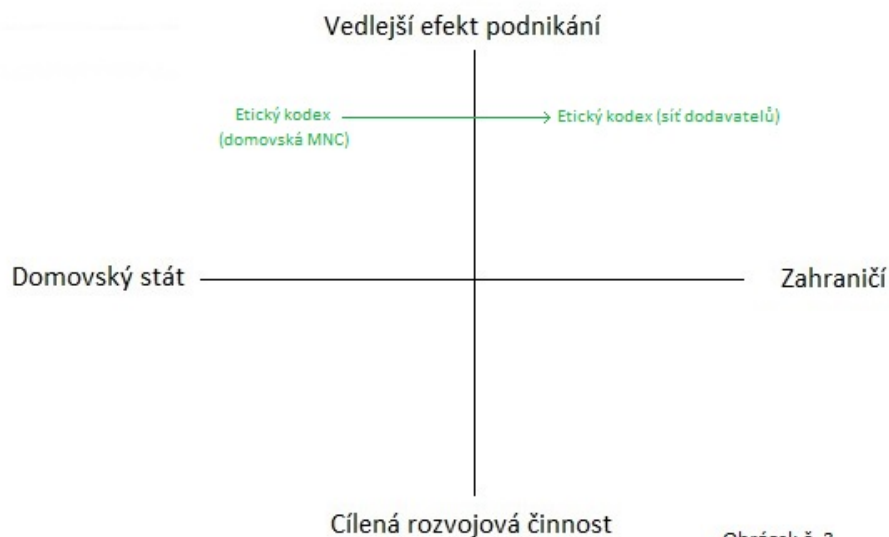 Vedlejší efekt podnikání
Etický kodex
(domovská MNC)
Etický kodex (síť dodavatelů)
Domovský stát
Zahraničí
Cílená rozvojová činnost